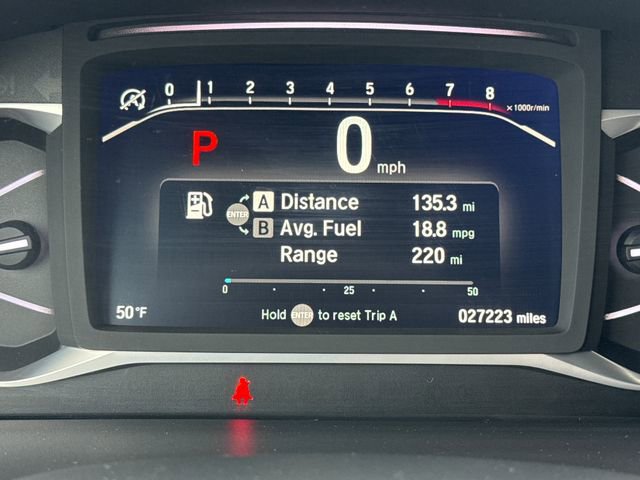 0 1 2 3 4 5 6 7 8 x1000r/min
P 0 mph
A Distance 135.3 mi
ENTER
B Avg. Fuel 18.8 mpg
Range 220 mi
0 25 50
50°F Hold ENTER to reset Trip A 027223 miles